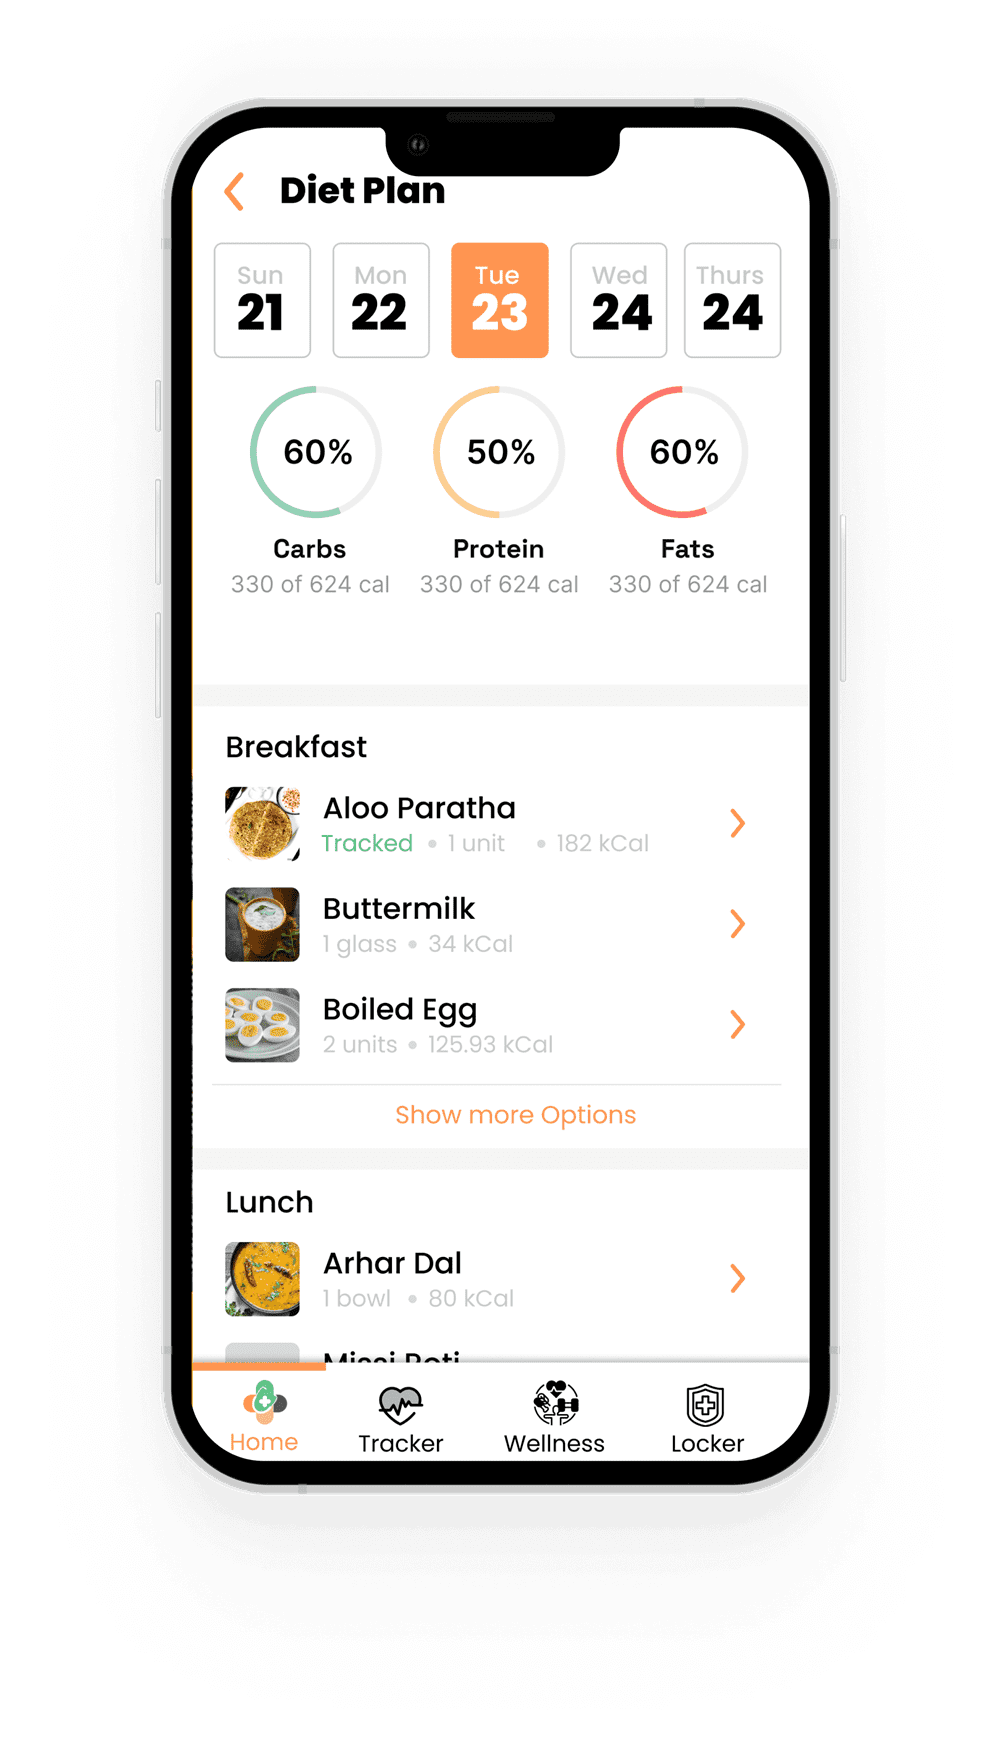 Diet Plan
Sun Mon Tue Wed Thurs
21 22 23 24 24
60% 50% 60%
Carbs Protein Fats
330 of 624 cal 330 of 624 cal 330 of 624 cal
Breakfast
Aloo Paratha
Tracked • 1 unit • 182 kCal
Buttermilk
1 glass • 34 kCal
Boiled Egg
2 units • 125.93 kCal
Show more Options
Lunch
Arhar Dal
1 bowl • 80 kCal
Missi Roti
Home Tracker Wellness Locker